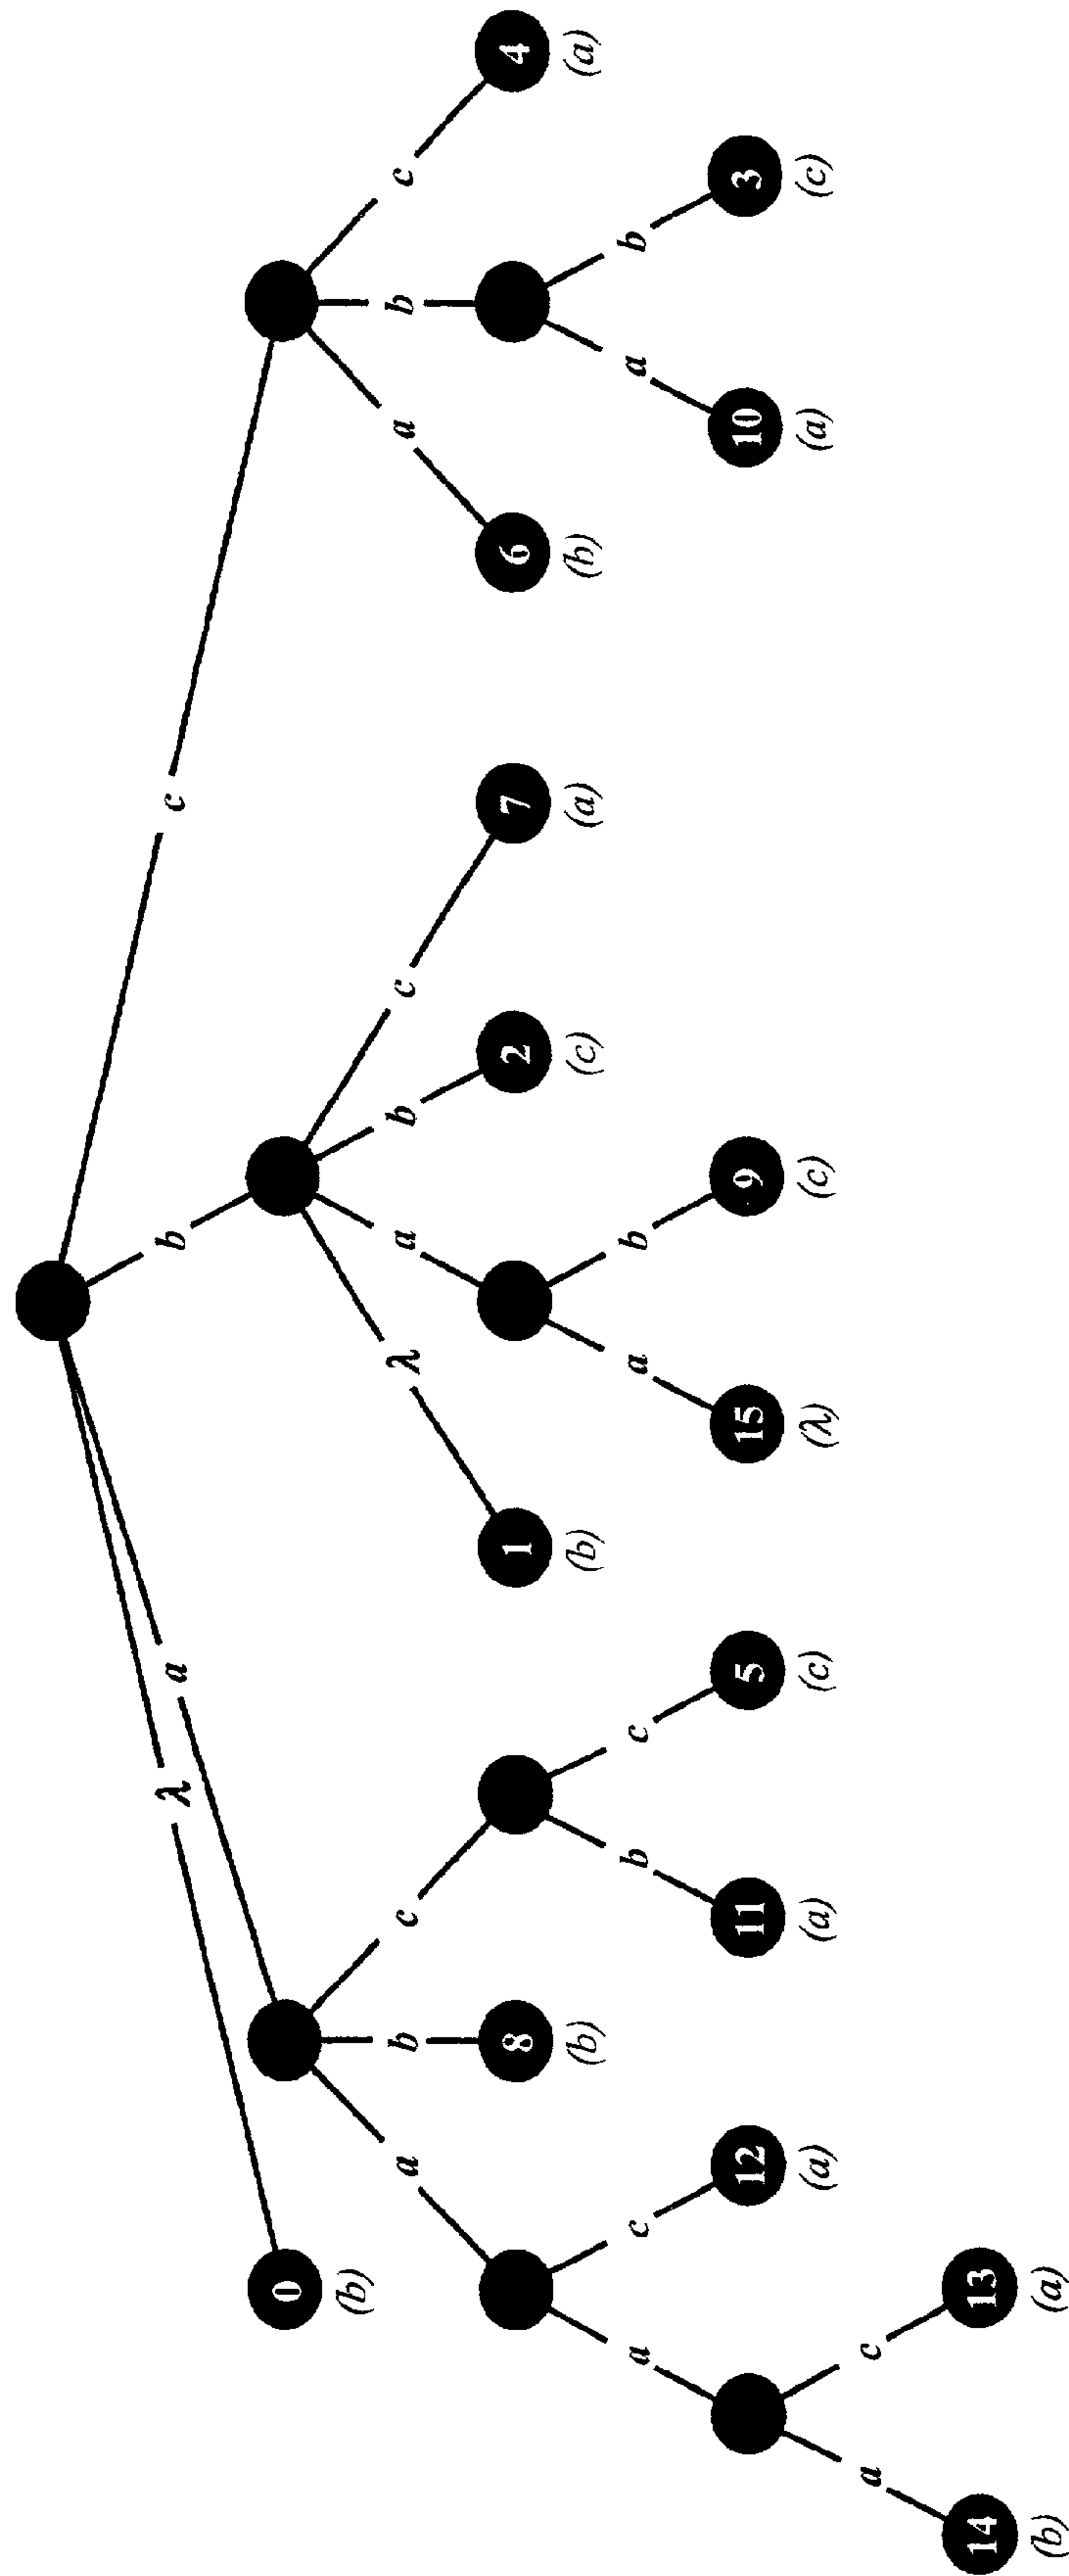 λ a b c
0
(b)
a b c λ a b c a b c
8 1 2 7 6 4
(b) (b) (c) (a) (b) (a)
a c b c a b a b
12 11 5 15 9 10 3
(a) (a) (c) (λ) (c) (a) (c)
a c
14 13
(b) (a)